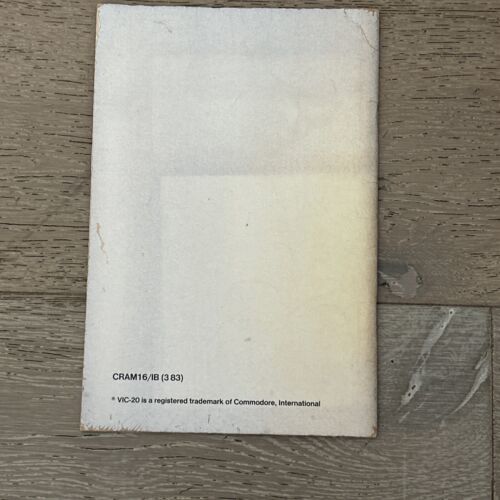 CRAM16/IB (3 83)
® VIC-20 is a registered trademark of Commodore, International